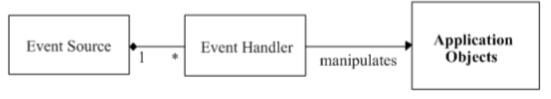 Event Source
1
*
Event Handler
manipulates
Application
Objects